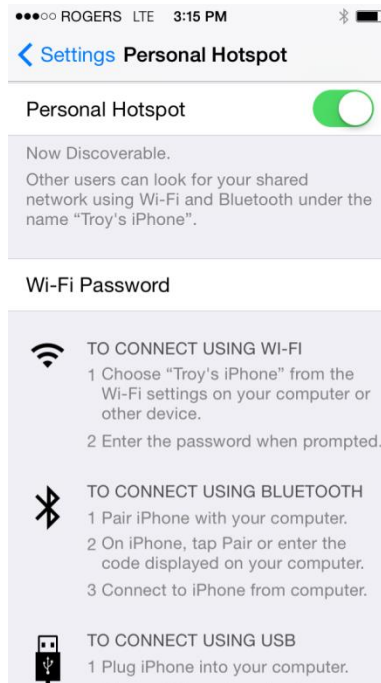 ROGERS LTE 3:15 PM
Settings Personal Hotspot
Personal Hotspot
Now Discoverable.
Other users can look for your shared
network using Wi-Fi and Bluetooth under the
name “Troy's iPhone”.
Wi-Fi Password
TO CONNECT USING WI-FI
1 Choose “Troy's iPhone” from the
Wi-Fi settings on your computer or
other device.
2 Enter the password when prompted.
TO CONNECT USING BLUETOOTH
1 Pair iPhone with your computer.
2 On iPhone, tap Pair or enter the
code displayed on your computer.
3 Connect to iPhone from computer.
TO CONNECT USING USB
1 Plug iPhone into your computer.